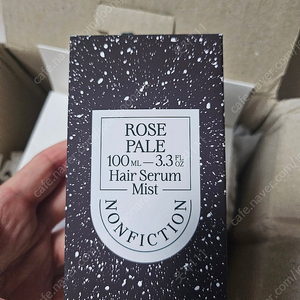 ROSE
PALE
100 ML — 3.3 FL OZ
Hair Serum
Mist
NONFICTION